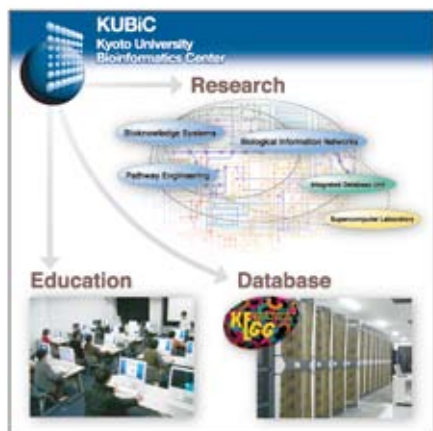 KUBiC
Kyoto University
Bioinformatics Center
Research
Bioknowledge Systems
Biological Information Networks
Pathway Engineering
Integrated Database Unit
Supercomputer Laboratory
Education
Database
KEGG